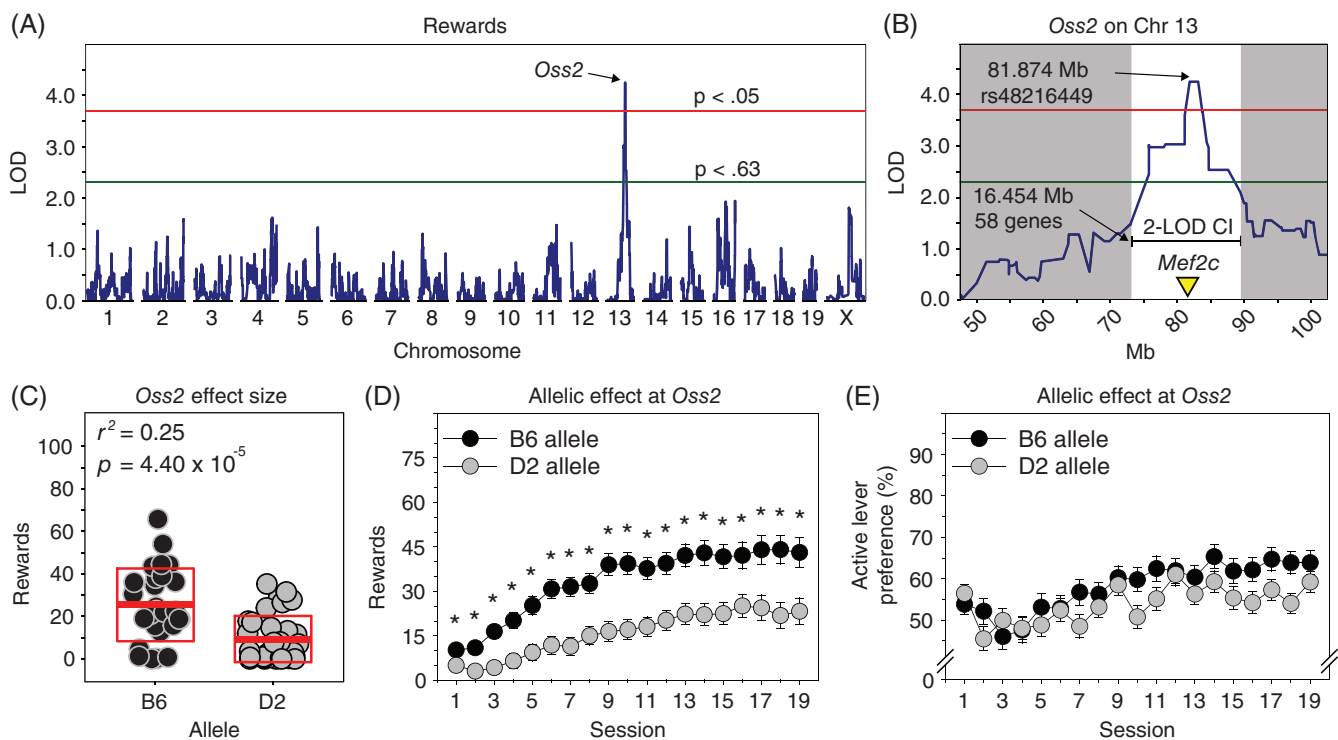 (A)
Rewards
Oss2
p < .05
p < .63
LOD
4.0
3.0
2.0
1.0
0.0
1 2 3 4 5 6 7 8 9 10 11 12 13 14 15 16 17 18 19 X
Chromosome
(B)
Oss2 on Chr 13
81.874 Mb
rs48216449
16.454 Mb
58 genes
2-LOD CI
Mef2c
LOD
4.0
3.0
2.0
1.0
0.0
50 60 70 80 90 100
Mb
(C)
Oss2 effect size
r² = 0.25
p = 4.40 x 10⁻⁵
Rewards
100
80
60
40
20
0
B6 D2
Allele
(D)
Allelic effect at Oss2
B6 allele
D2 allele
* * * * * * * * * * * * * * * * * * *
Rewards
75
60
45
30
15
0
1 3 5 7 9 11 13 15 17 19
Session
(E)
Allelic effect at Oss2
B6 allele
D2 allele
Active lever
preference (%)
90
80
70
60
50
0
1 3 5 7 9 11 13 15 17 19
Session